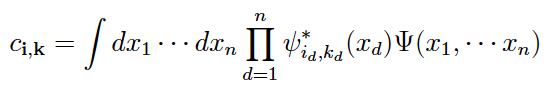 c_{\mathbf{i},\mathbf{k}} = \int dx_1 \cdots dx_n \prod_{d=1}^{n} \psi^*_{i_d,k_d}(x_d) \Psi(x_1, \cdots x_n)